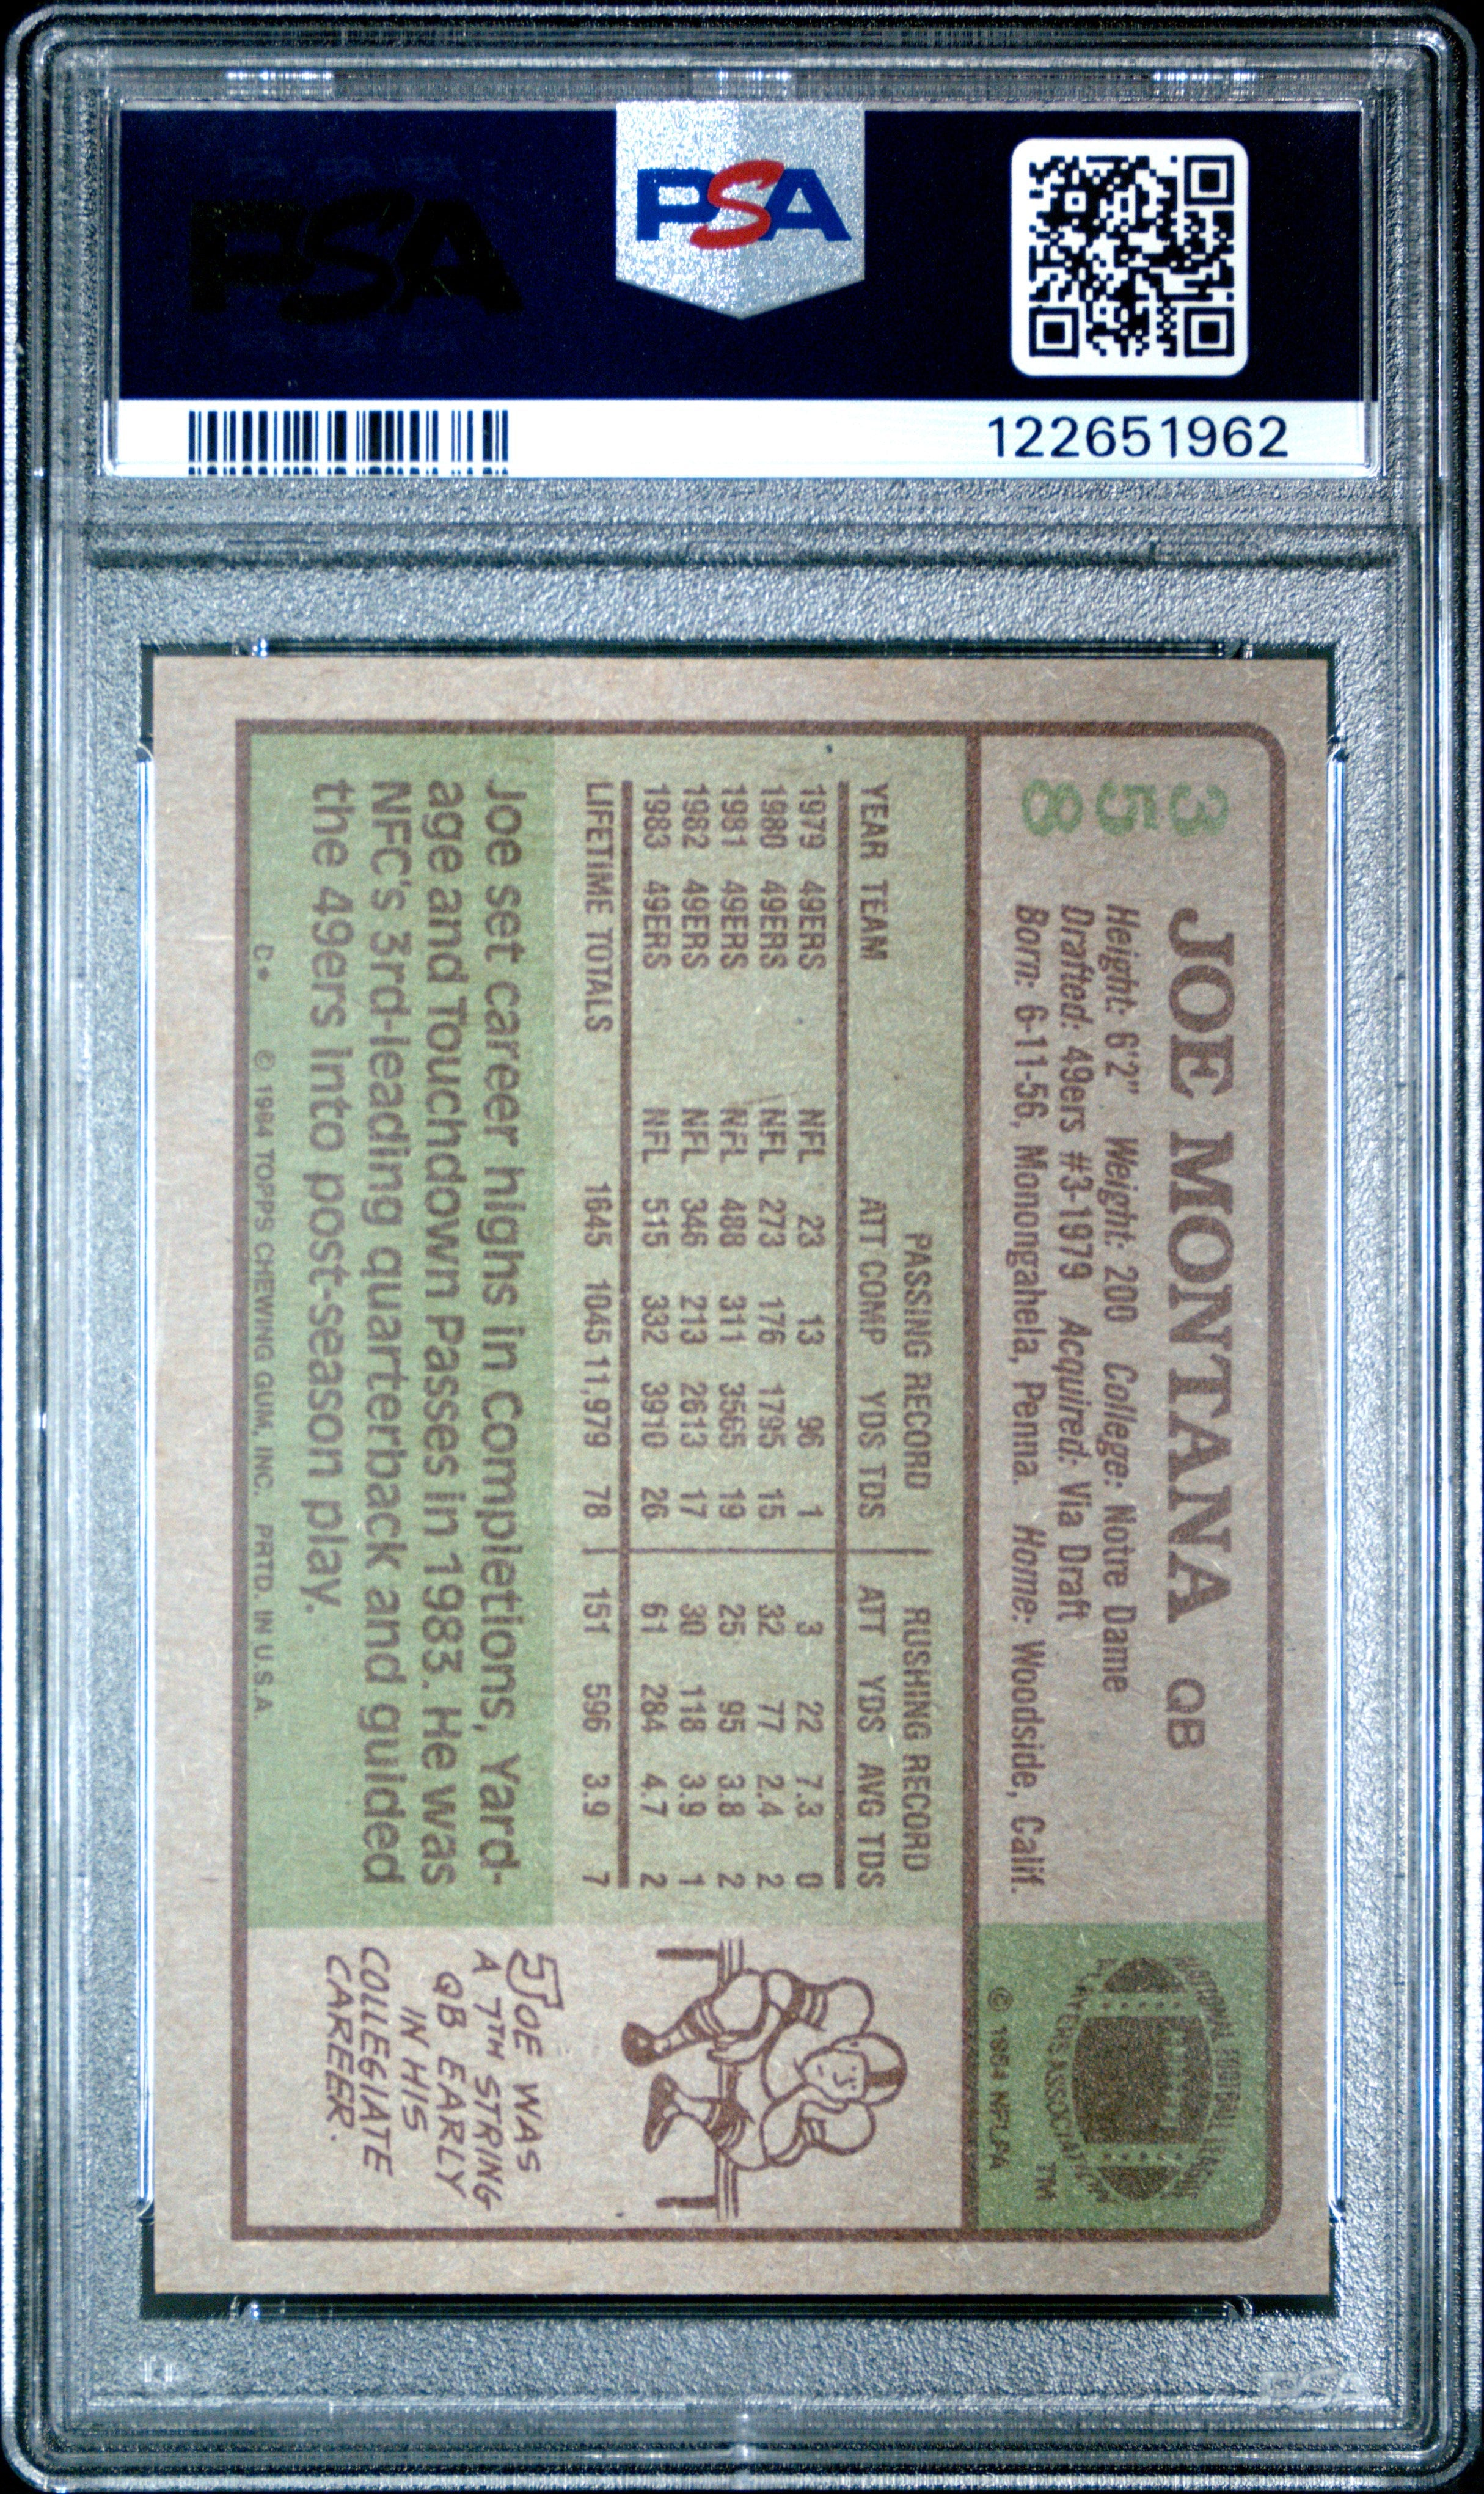 PSA
PSA
122651962
358
JOE MONTANA QB
Height: 6'2" Weight: 200 College: Notre Dame
Drafted: 49ers #3-1979 Acquired: Via Draft
Born: 6-11-56, Monongahela, Penna. Home: Woodside, Calif.
NATIONAL FOOTBALL LEAGUE
PLAYERS ASSOCIATION
TM
© 1984 NFLPA
PASSING RECORD RUSHING RECORD
YEAR TEAM ATT COMP YDS TDS ATT YDS AVG TDS
1979 49ERS NFL 23 13 96 1 3 22 7.3 0
1980 49ERS NFL 273 176 1795 15 32 77 2.4 2
1981 49ERS NFL 488 311 3565 19 25 95 3.8 2
1982 49ERS NFL 346 213 2613 17 30 118 3.9 1
1983 49ERS NFL 515 332 3910 26 61 284 4.7 2
LIFETIME TOTALS 1645 1045 11,979 78 151 596 3.9 7
Joe set career highs in Completions, Yard-
age and Touchdown Passes in 1983. He was
NFC's 3rd-leading quarterback and guided
the 49ers into post-season play.
C* © 1984 TOPPS CHEWING GUM, INC. PRTD. IN U.S.A.
JOE WAS
A 7TH STRING
QB EARLY
IN HIS
COLLEGIATE
CAREER.
PSA